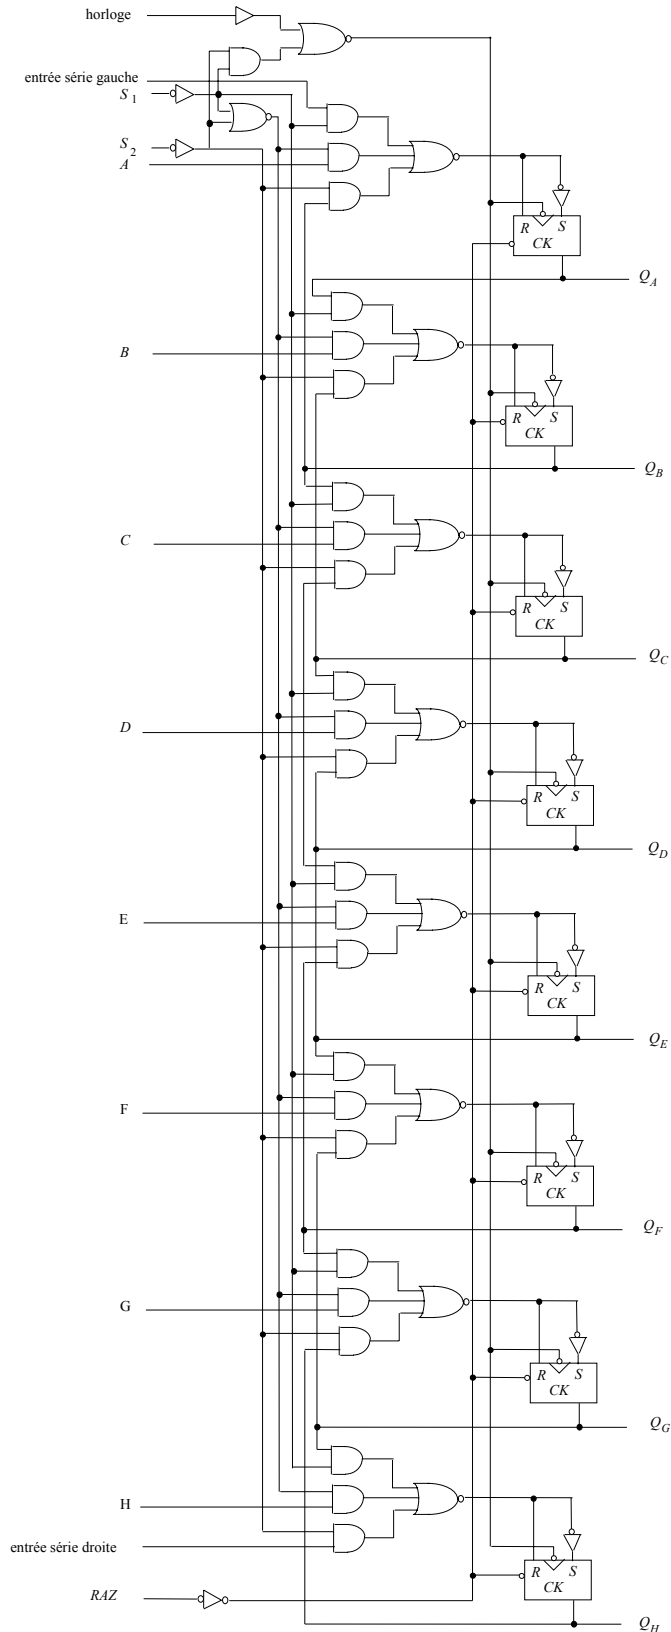 horloge
entrée série gauche
S1
S2
A
R S
CK
QA
B
R S
CK
QB
C
R S
CK
QC
D
R S
CK
QD
E
R S
CK
QE
F
R S
CK
QF
G
R S
CK
QG
H
entrée série droite
R S
CK
RAZ
QH